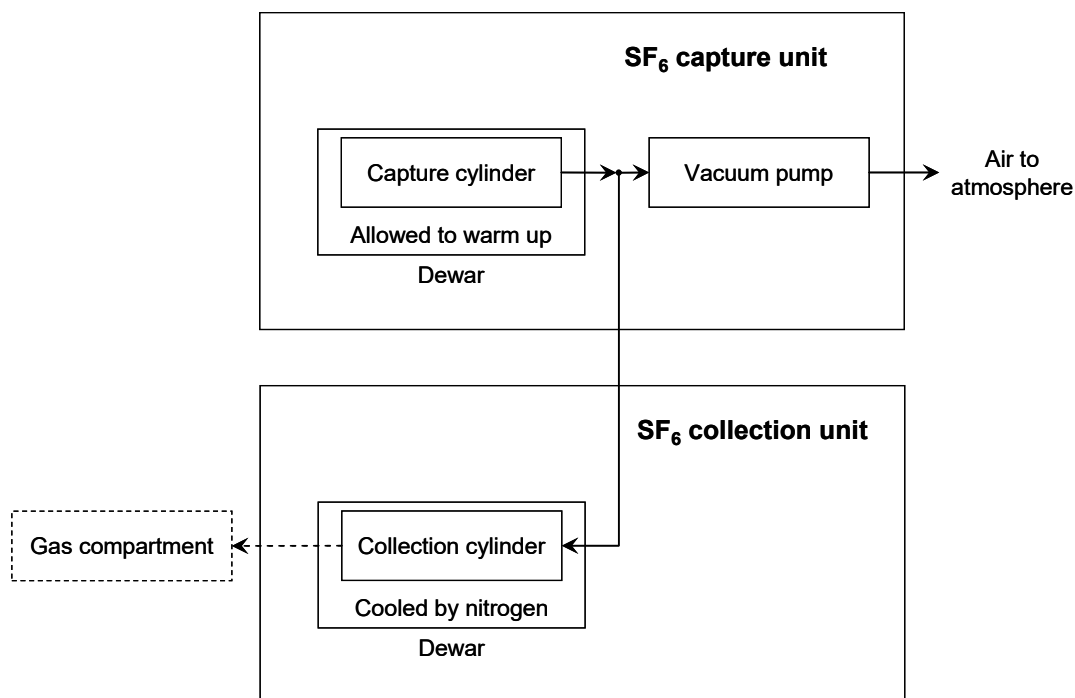 SF₆ capture unit
Capture cylinder
Allowed to warm up
Dewar
Vacuum pump
Air to
atmosphere
SF₆ collection unit
Gas compartment
Collection cylinder
Cooled by nitrogen
Dewar